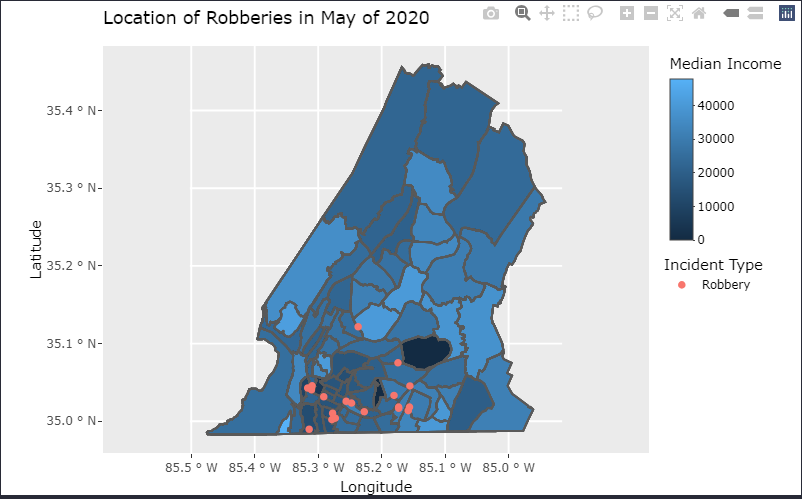 Location of Robberies in May of 2020
Median Income
40000
30000
20000
10000
0
Incident Type
Robbery
35.4 ° N
35.3 ° N
35.2 ° N
35.1 ° N
35.0 ° N
Latitude
85.5 ° W 85.4 ° W 85.3 ° W 85.2 ° W 85.1 ° W 85.0 ° W
Longitude